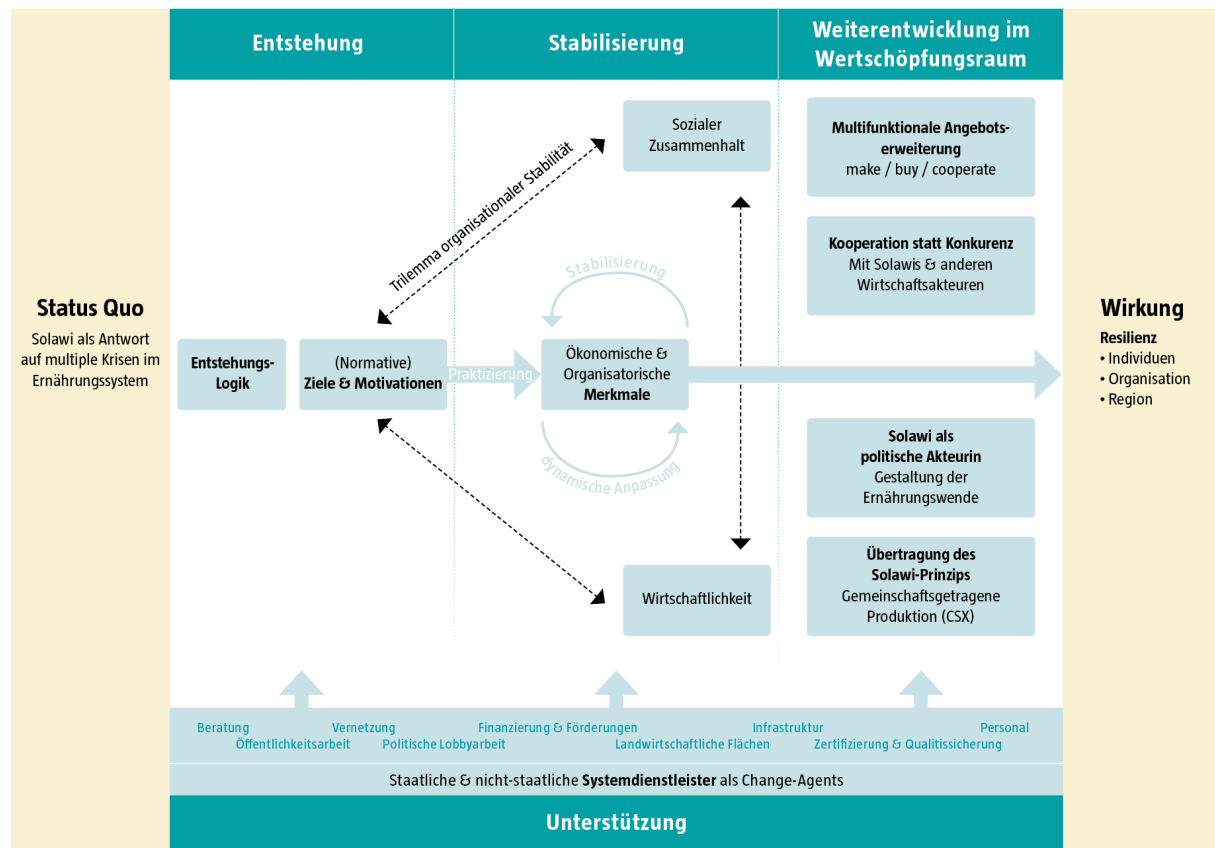 Entstehung
Stabilisierung
Weiterentwicklung im
Wertschöpfungsraum
Status Quo
Solawi als Antwort
auf multiple Krisen im
Ernährungssystem
Entstehungs-
Logik
(Normative)
Ziele & Motivationen
Trilemma organisationaler Stabilität
Praktizierung
Sozialer
Zusammenhalt
Stabilisierung
Ökonomische &
Organisatorische
Merkmale
dynamische Anpassung
Wirtschaftlichkeit
Multifunktionale Angebots-
erweiterung
make / buy / cooperate
Kooperation statt Konkurenz
Mit Solawis & anderen
Wirtschaftsakteuren
Solawi als
politische Akteurin
Gestaltung der
Ernährungswende
Übertragung des
Solawi-Prinzips
Gemeinschaftsgetragene
Produktion (CSX)
Wirkung
Resilienz
• Individuen
• Organisation
• Region
Beratung
Vernetzung
Finanzierung & Förderungen
Infrastruktur
Personal
Öffentlichkeitsarbeit
Politische Lobbyarbeit
Landwirtschaftliche Flächen
Zertifizierung & Qualitissicherung
Staatliche & nicht-staatliche Systemdienstleister als Change-Agents
Unterstützung